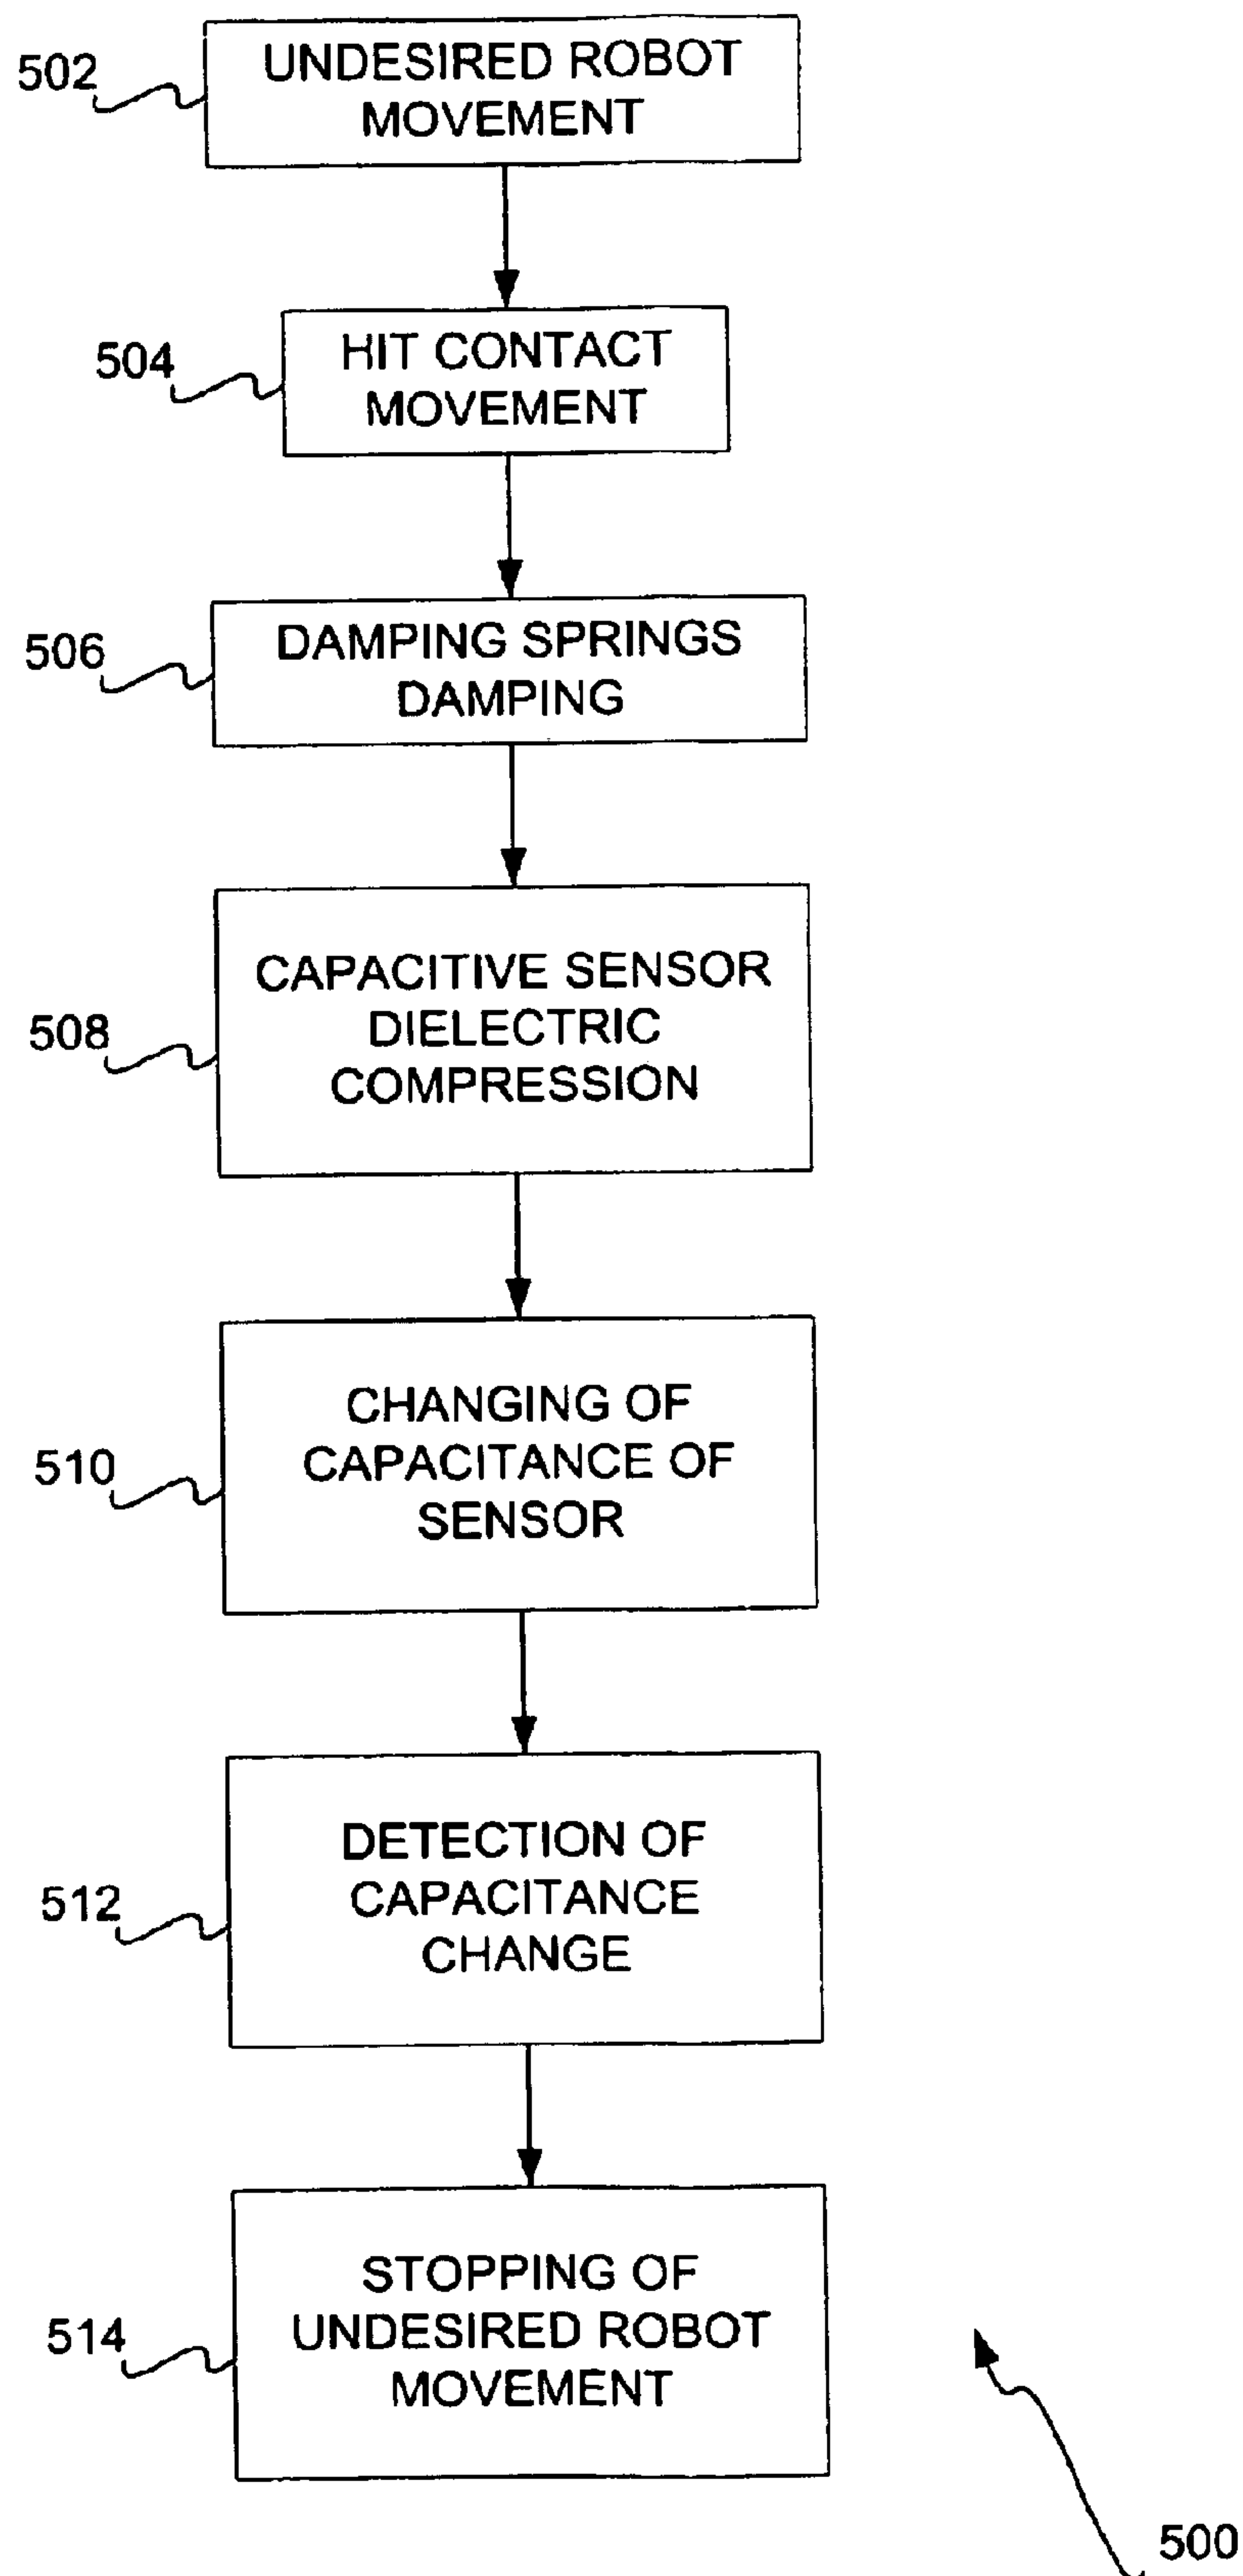 502
UNDESIRED ROBOT
MOVEMENT
504
HIT CONTACT
MOVEMENT
506
DAMPING SPRINGS
DAMPING
508
CAPACITIVE SENSOR
DIELECTRIC
COMPRESSION
510
CHANGING OF
CAPACITANCE OF
SENSOR
512
DETECTION OF
CAPACITANCE
CHANGE
514
STOPPING OF
UNDESIRED ROBOT
MOVEMENT
500